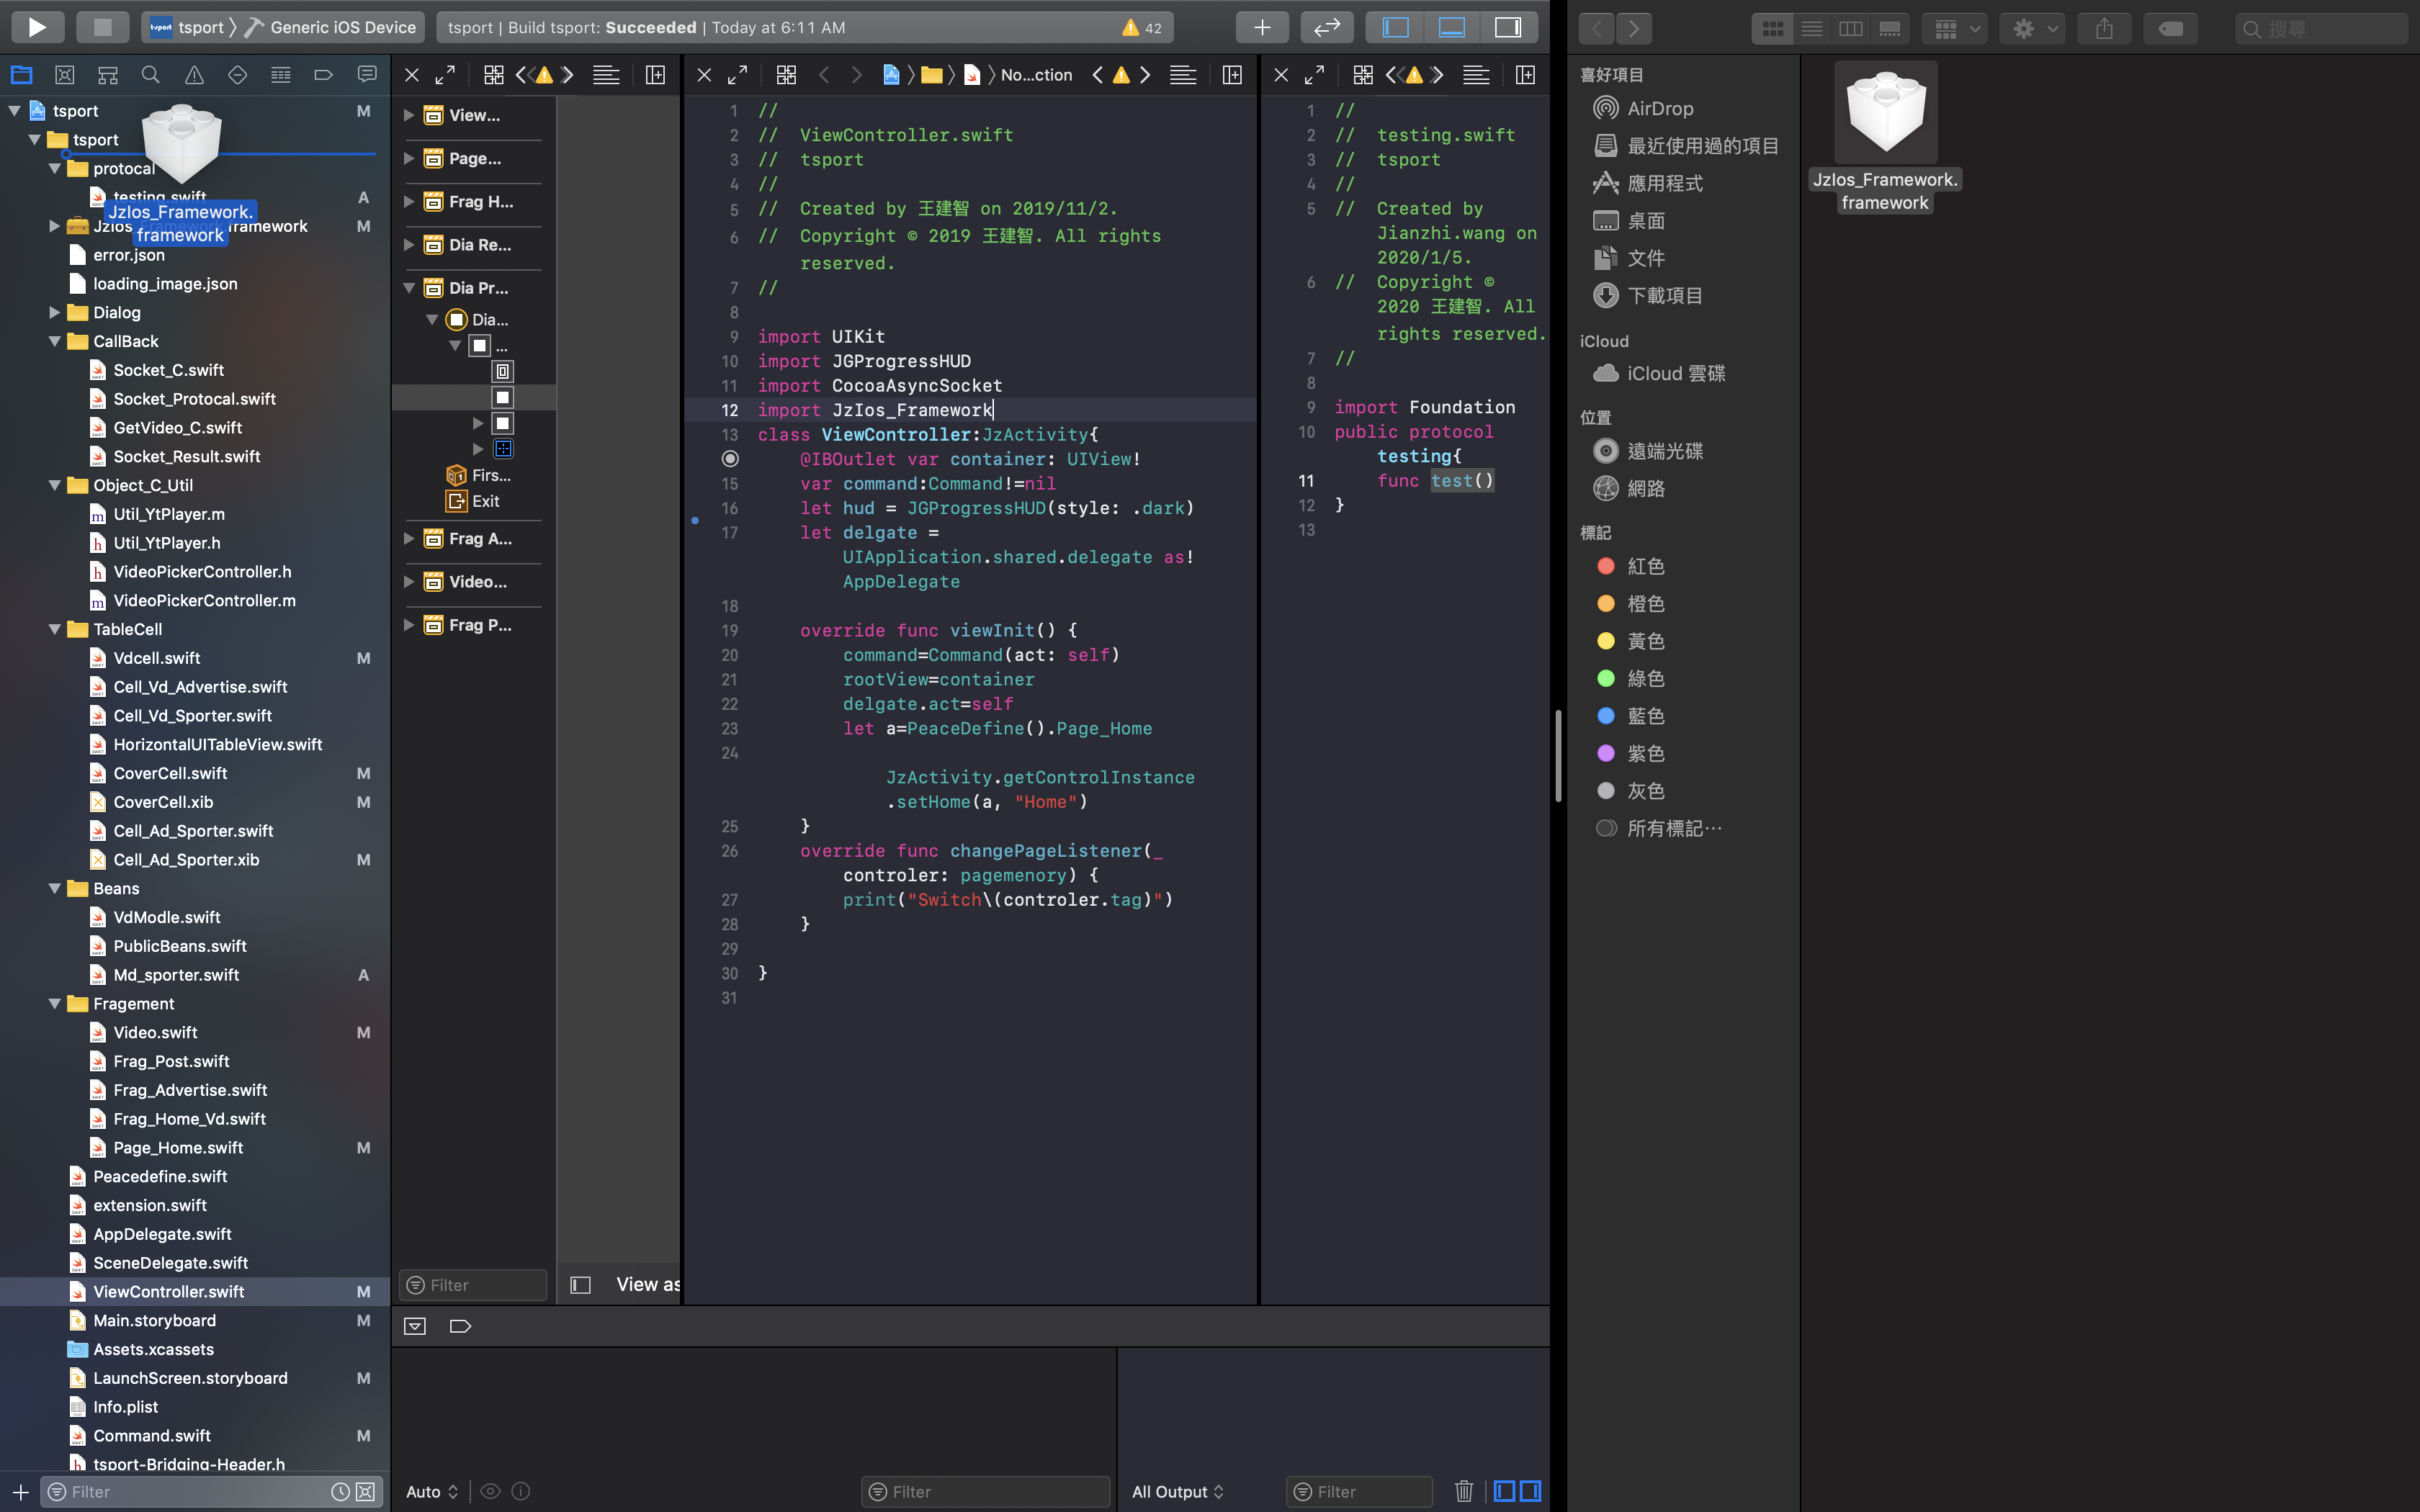 tsport
Generic iOS Device
tsport | Build tsport: Succeeded | Today at 6:11 AM
42
tsport M
tsport
protocal
testing.swift A
JzIos_Framework.framework M
JzIos_Framework.
framework
error.json
loading_image.json
Dialog
CallBack
Socket_C.swift
Socket_Protocal.swift
GetVideo_C.swift
Socket_Result.swift
Object_C_Util
Util_YtPlayer.m
Util_YtPlayer.h
VideoPickerController.h
VideoPickerController.m
TableCell
Vdcell.swift M
Cell_Vd_Advertise.swift
Cell_Vd_Sporter.swift
HorizontalUITableView.swift
CoverCell.swift M
CoverCell.xib M
Cell_Ad_Sporter.swift
Cell_Ad_Sporter.xib M
Beans
VdModle.swift
PublicBeans.swift
Md_sporter.swift A
Fragement
Video.swift M
Frag_Post.swift
Frag_Advertise.swift
Frag_Home_Vd.swift
Page_Home.swift M
Peacedefine.swift
extension.swift
AppDelegate.swift
SceneDelegate.swift
ViewController.swift M
Main.storyboard M
Assets.xcassets
LaunchScreen.storyboard M
Info.plist
Command.swift M
tsport-Bridging-Header.h
Filter
View...
Page...
Frag H...
Dia Re...
Dia Pr...
Dia...
...
Firs...
Exit
Frag A...
Video...
Frag P...
Filter
View as
No...ction
1 //
2 //  ViewController.swift
3 //  tsport
4 //
5 //  Created by 王建智 on 2019/11/2.
6 //  Copyright © 2019 王建智. All rights
reserved.
7 //
8
9 import UIKit
10 import JGProgressHUD
11 import CocoaAsyncSocket
12 import JzIos_Framework
13 class ViewController:JzActivity{
@IBOutlet var container: UIView!
15 var command:Command!=nil
16 let hud = JGProgressHUD(style: .dark)
17 let delgate =
UIApplication.shared.delegate as!
AppDelegate
18
19 override func viewInit() {
20 command=Command(act: self)
21 rootView=container
22 delgate.act=self
23 let a=PeaceDefine().Page_Home
24
JzActivity.getControlInstance
.setHome(a, "Home")
25 }
26 override func changePageListener(_
controler: pagemenory) {
27 print("Switch\(controler.tag)")
28 }
29
30 }
31
1 //
2 //  testing.swift
3 //  tsport
4 //
5 //  Created by
Jianzhi.wang on
2020/1/5.
6 //  Copyright ©
2020 王建智. All
rights reserved.
7 //
8
9 import Foundation
10 public protocol
testing{
11 func test()
12 }
13
Auto
Filter
All Output
Filter
搜尋
喜好項目
AirDrop
最近使用過的項目
應用程式
桌面
文件
下載項目
iCloud
iCloud 雲碟
位置
遠端光碟
網路
標記
紅色
橙色
黃色
綠色
藍色
紫色
灰色
所有標記⋯
JzIos_Framework.
framework